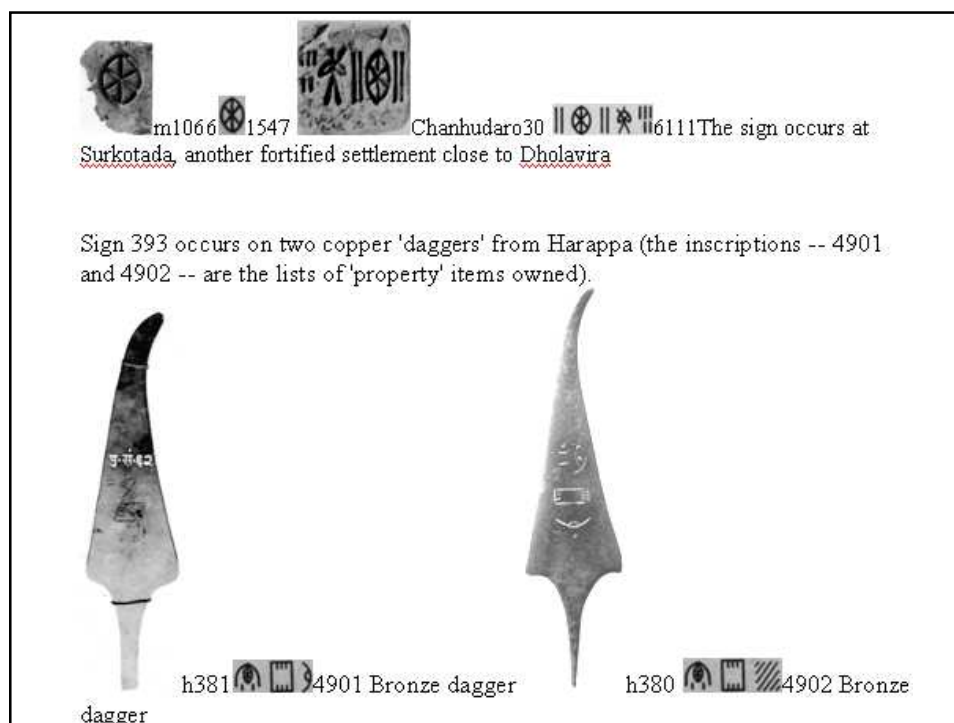 m1066 1547 Chanhudaro30 6111The sign occurs at
Surkotada, another fortified settlement close to Dholavira
Sign 393 occurs on two copper 'daggers' from Harappa (the inscriptions -- 4901
and 4902 -- are the lists of 'property' items owned).
पु·सं·६२
h381 4901 Bronze dagger h380 4902 Bronze
dagger